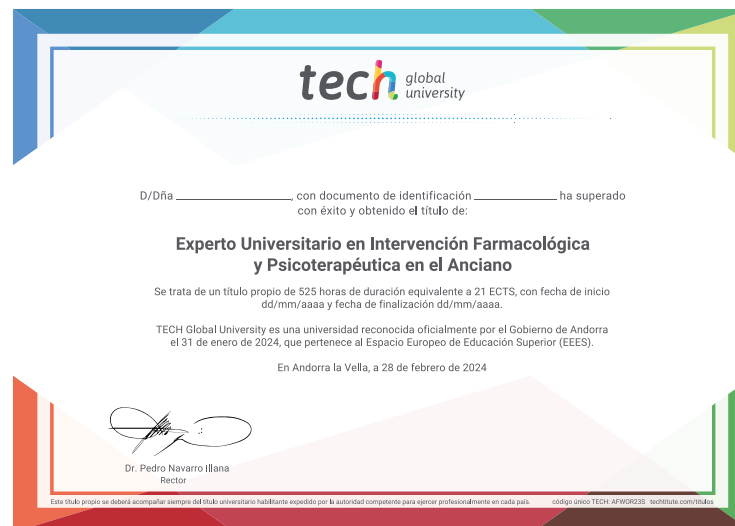 tech global
university
D/Dña ____________________, con documento de identificación ______________ ha superado
con éxito y obtenido el título de:
Experto Universitario en Intervención Farmacológica
y Psicoterapéutica en el Anciano
Se trata de un título propio de 525 horas de duración equivalente a 21 ECTS, con fecha de inicio
dd/mm/aaaa y fecha de finalización dd/mm/aaaa.
TECH Global University es una universidad reconocida oficialmente por el Gobierno de Andorra
el 31 de enero de 2024, que pertenece al Espacio Europeo de Educación Superior (EEES).
En Andorra la Vella, a 28 de febrero de 2024
Dr. Pedro Navarro Illana
Rector
Este título propio se deberá acompañar siempre del título universitario habilitante expedido por la autoridad competente para ejercer profesionalmente en cada país. código único TECH: AFWOR23S techtitute.com/titulos